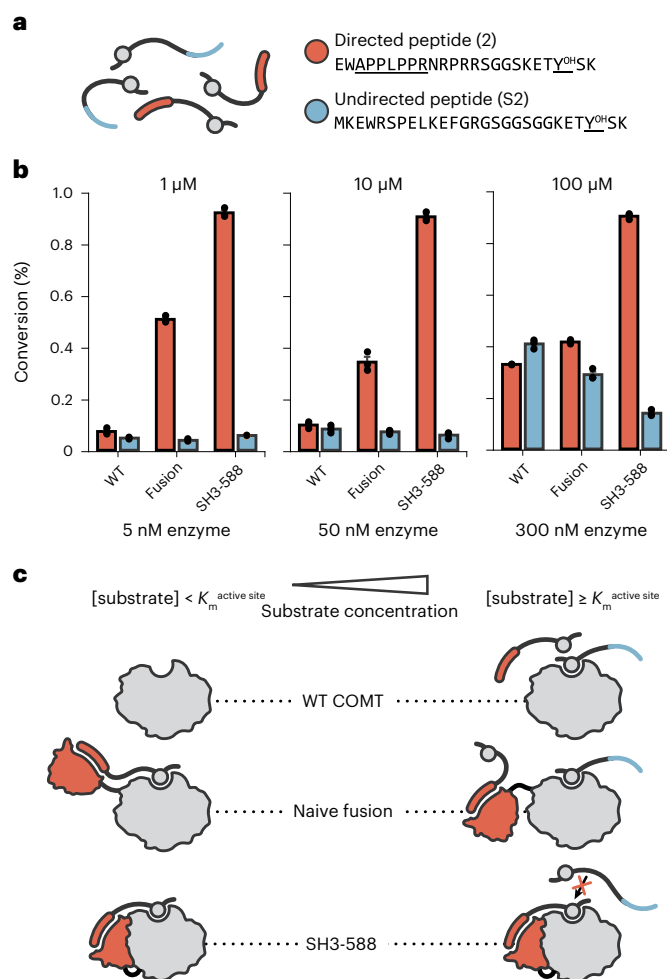 a
Directed peptide (2)
EWAPPLPPRNRPRRSGGSKETYᴼᴴSK
Undirected peptide (S2)
MKEWRSPELKEFGRGSGGSGGKETYᴼᴴSK
b
1 µM 10 µM 100 µM
Conversion (%)
1.0
0.8
0.6
0.4
0.2
0
WT Fusion SH3-588 WT Fusion SH3-588 WT Fusion SH3-588
5 nM enzyme 50 nM enzyme 300 nM enzyme
c
[substrate] < Kₘ active site
Substrate concentration
[substrate] ≥ Kₘ active site
WT COMT
Naive fusion
SH3-588